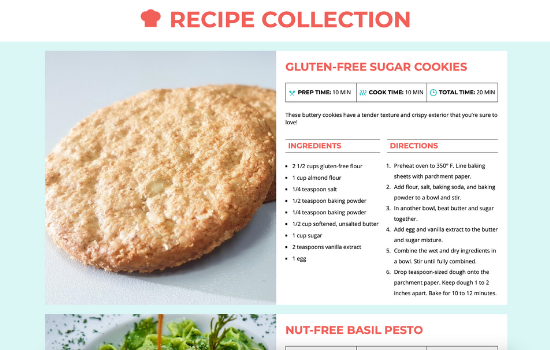 RECIPE COLLECTION
GLUTEN-FREE SUGAR COOKIES
PREP TIME: 10 MIN COOK TIME: 10 MIN TOTAL TIME: 20 MIN
These buttery cookies have a tender texture and crispy exterior that you're sure to
love!
INGREDIENTS
2 1/2 cups gluten-free flour
1 cup almond flour
1/4 teaspoon salt
1/2 teaspoon baking powder
1/4 teaspoon baking powder
1/2 cup softened, unsalted butter
1 cup sugar
2 teaspoons vanilla extract
1 egg
DIRECTIONS
1. Preheat oven to 350° F. Line baking
sheets with parchment paper.
2. Add flour, salt, baking soda, and baking
powder to a bowl and stir.
3. In another bowl, beat butter and sugar
together.
4. Add egg and vanilla extract to the butter
and sugar mixture.
5. Combine the wet and dry ingredients in
a bowl. Stir until fully combined.
6. Drop teaspoon-sized dough onto the
parchment paper. Keep dough 1 to 2
inches apart. Bake for 10 to 12 minutes.
NUT-FREE BASIL PESTO